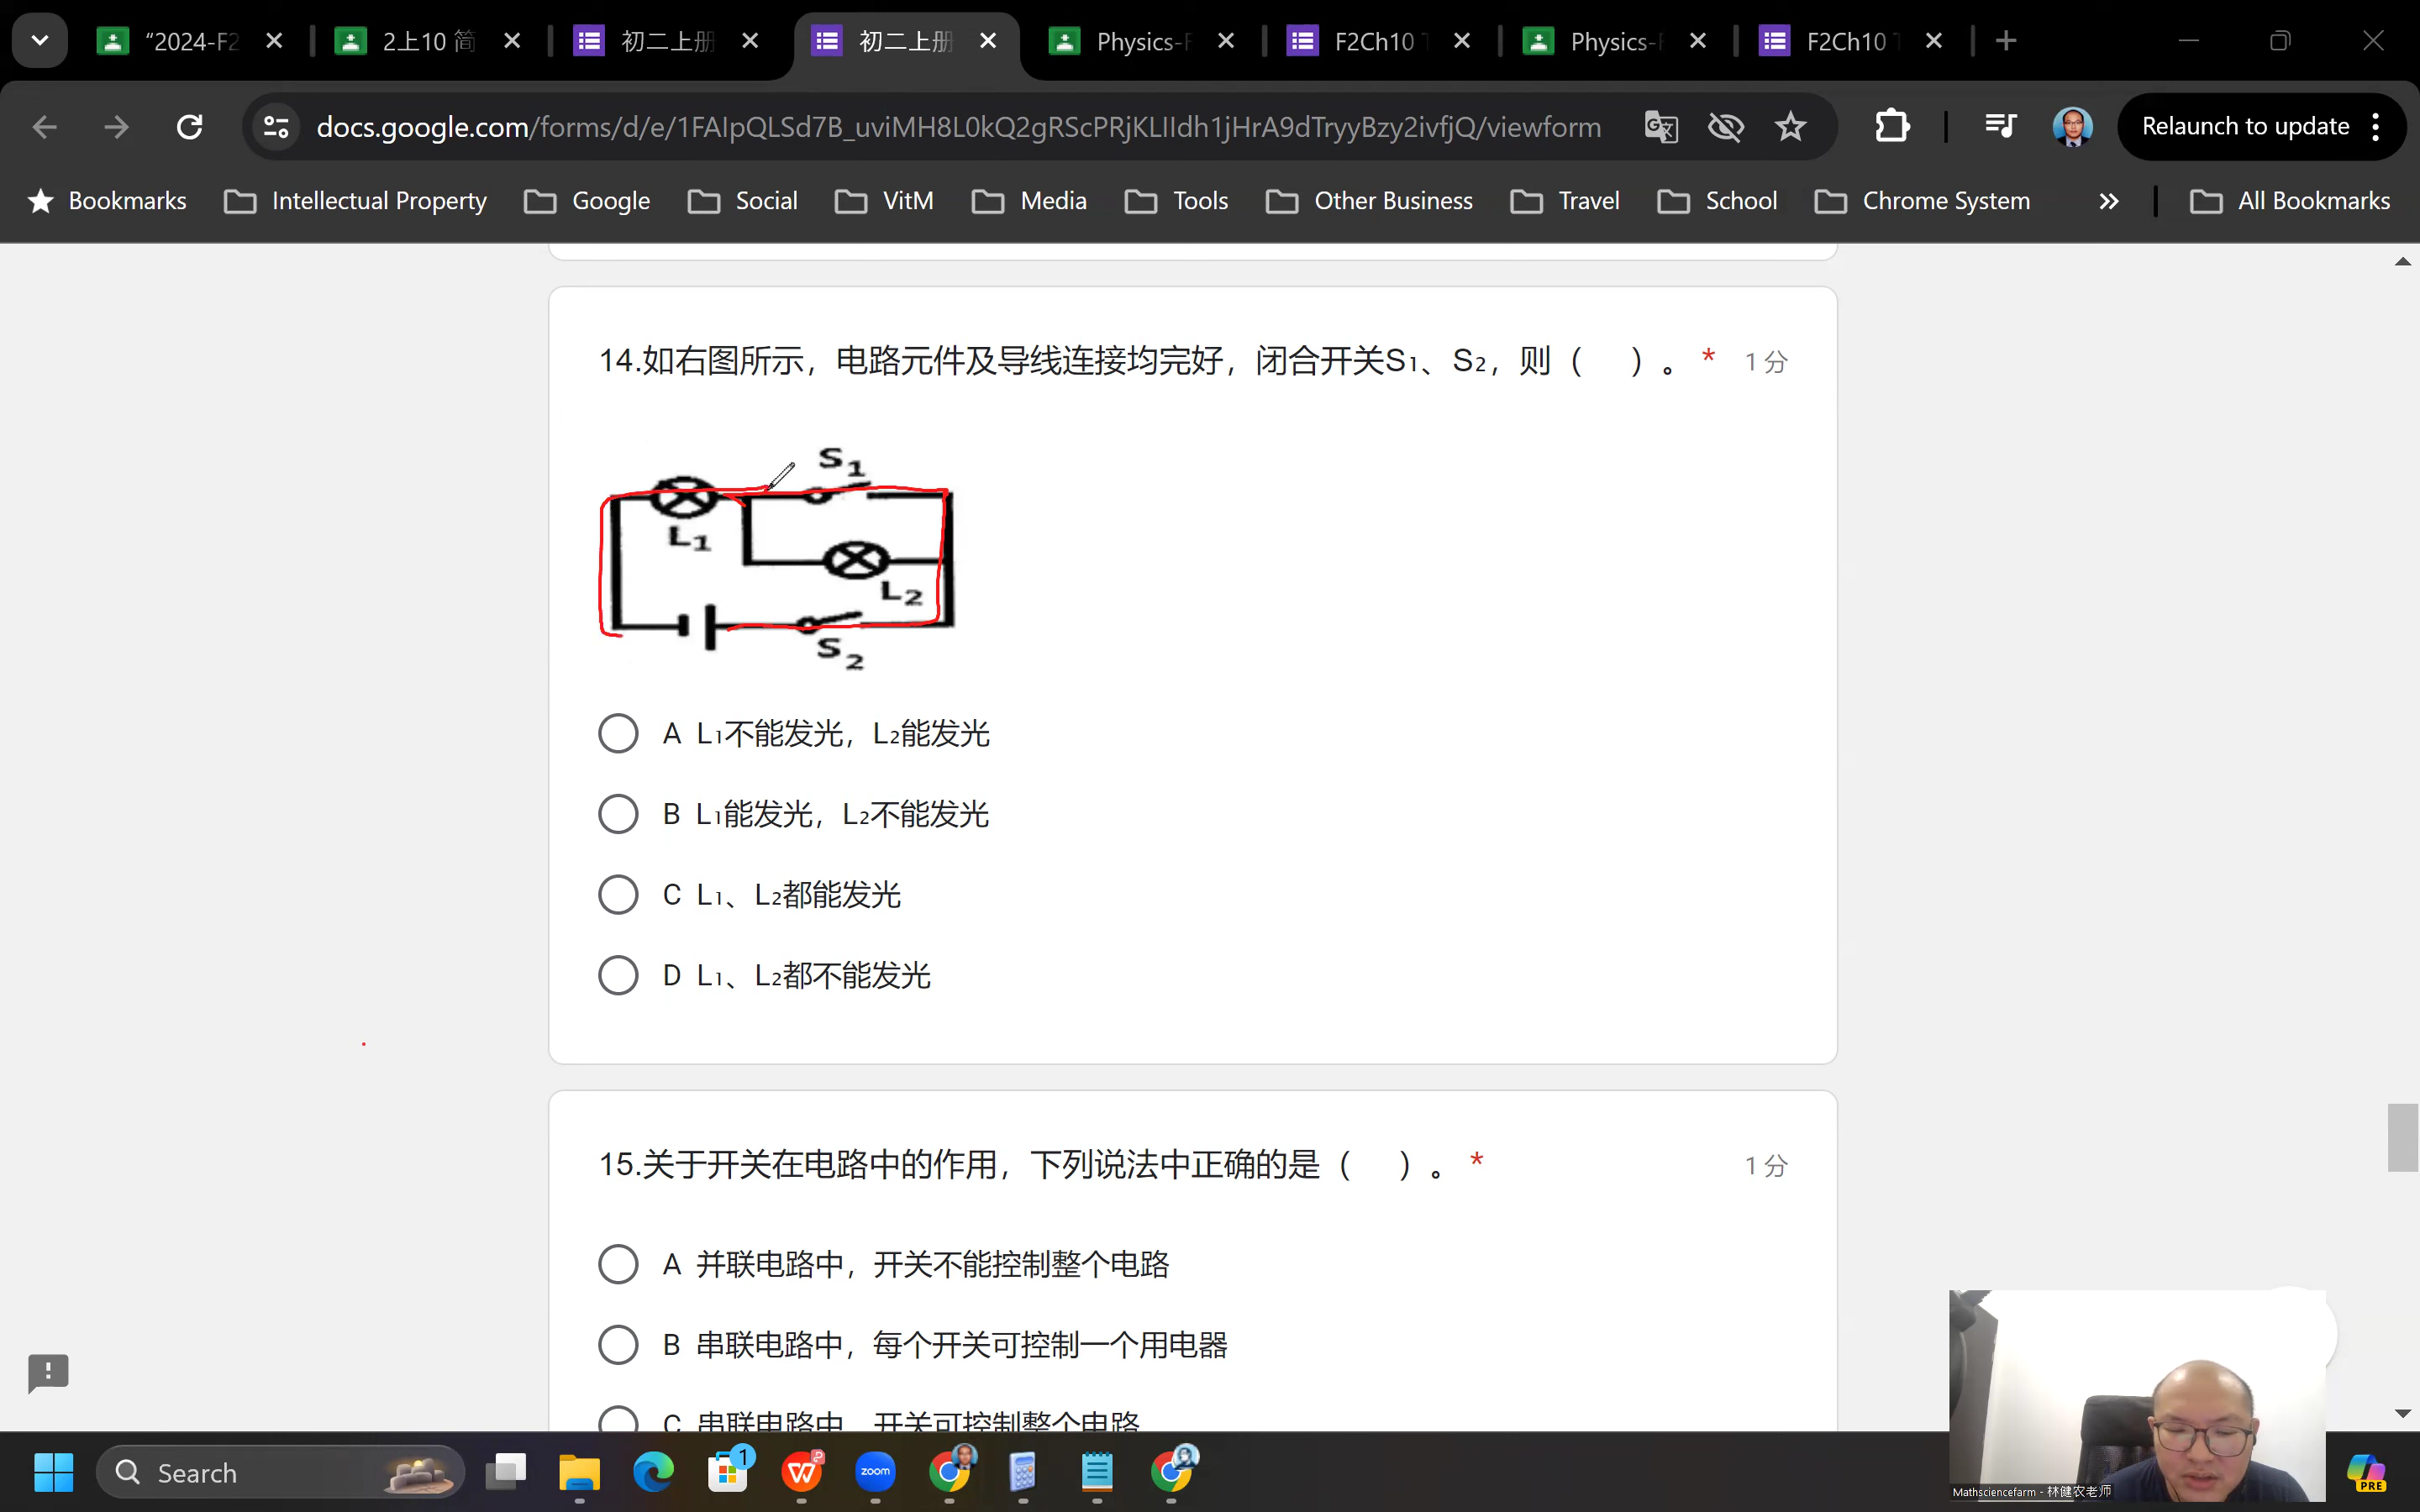 “2024-F2
2上10 简
初二上册
初二上册
Physics-F
F2Ch10 T
Physics-F
F2Ch10 T
docs.google.com/forms/d/e/1FAIpQLSd7B_uviMH8L0kQ2gRScPRjKLIIdh1jHrA9dTryyBzy2ivfjQ/viewform
Relaunch to update
Bookmarks
Intellectual Property
Google
Social
VitM
Media
Tools
Other Business
Travel
School
Chrome System
All Bookmarks
14.如右图所示，电路元件及导线连接均完好，闭合开关S₁、S₂，则（ ）。 * 1 分
S1
L1
L2
S2
A L₁不能发光，L₂能发光
B L₁能发光，L₂不能发光
C L₁、L₂都能发光
D L₁、L₂都不能发光
15.关于开关在电路中的作用，下列说法中正确的是（ ）。 * 1 分
A 并联电路中，开关不能控制整个电路
B 串联电路中，每个开关可控制一个用电器
C 串联电路中，开关可控制整个电路
Mathsciencefarm - 林健农老师
Search
1
zoom
PRE